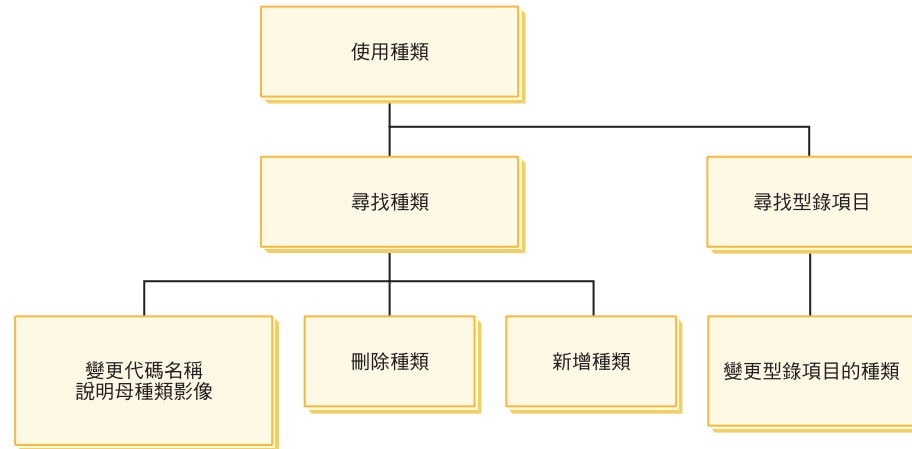 使用種類
尋找種類
尋找型錄項目
變更代碼名稱
說明母種類影像
刪除種類
新增種類
變更型錄項目的種類